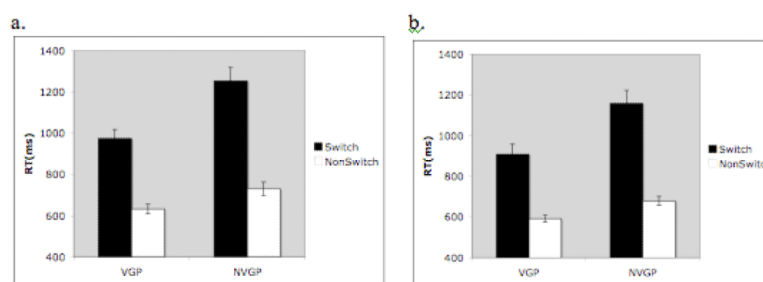 a.
1400
1200
1000
800
600
400
RT(ms)
VGP
NVGP
Switch
NonSwitch
b.
1400
1200
1000
800
600
400
RT(ms)
VGP
NVGP
Switch
NonSwitch